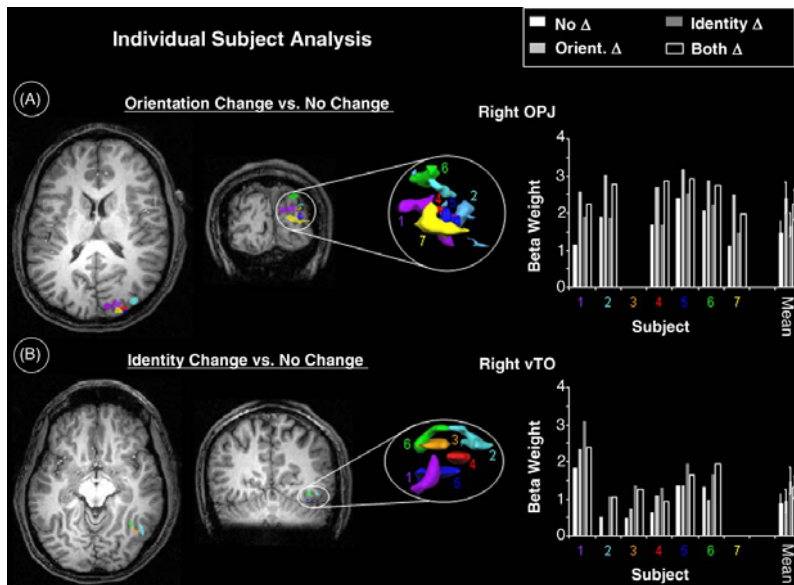 Individual Subject Analysis
No Δ
Identity Δ
Orient. Δ
Both Δ
(A)
Orientation Change vs. No Change
Right OPJ
6
4
2
5
1
7
4
3
2
1
0
Beta Weight
1 2 3 4 5 6 7 Mean
Subject
(B)
Identity Change vs. No Change
Right vTO
6
3
2
4
1
5
4
3
2
1
0
Beta Weight
1 2 3 4 5 6 7 Mean
Subject